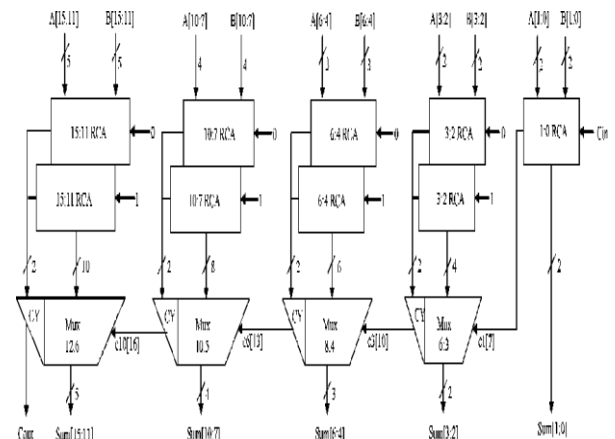 A[15:11] B[15:11] A[10:7] B[10:7] A[6:4] B[6:4] A[3:2] B[3:2] A[1:0] B[1:0]
5 5 4 4 3 3 2 2 2 2
15:11 RCA 0 10:7 RCA 0 6:4 RCA 0 3:2 RCA 0 1:0 RCA Cin
15:11 RCA 1 10:7 RCA 1 6:4 RCA 1 3:2 RCA 1
2 10 2 8 2 6 2 4 2
CY Mux CY Mux CY Mux CY Mux
12:6 c10[16] 10:5 c6[13] 8:4 c3[10] 6:3 c1[7]
5 4 3 2
Cout Sum[15:11] Sum[10:7] Sum[6:4] Sum[3:2] Sum[1:0]